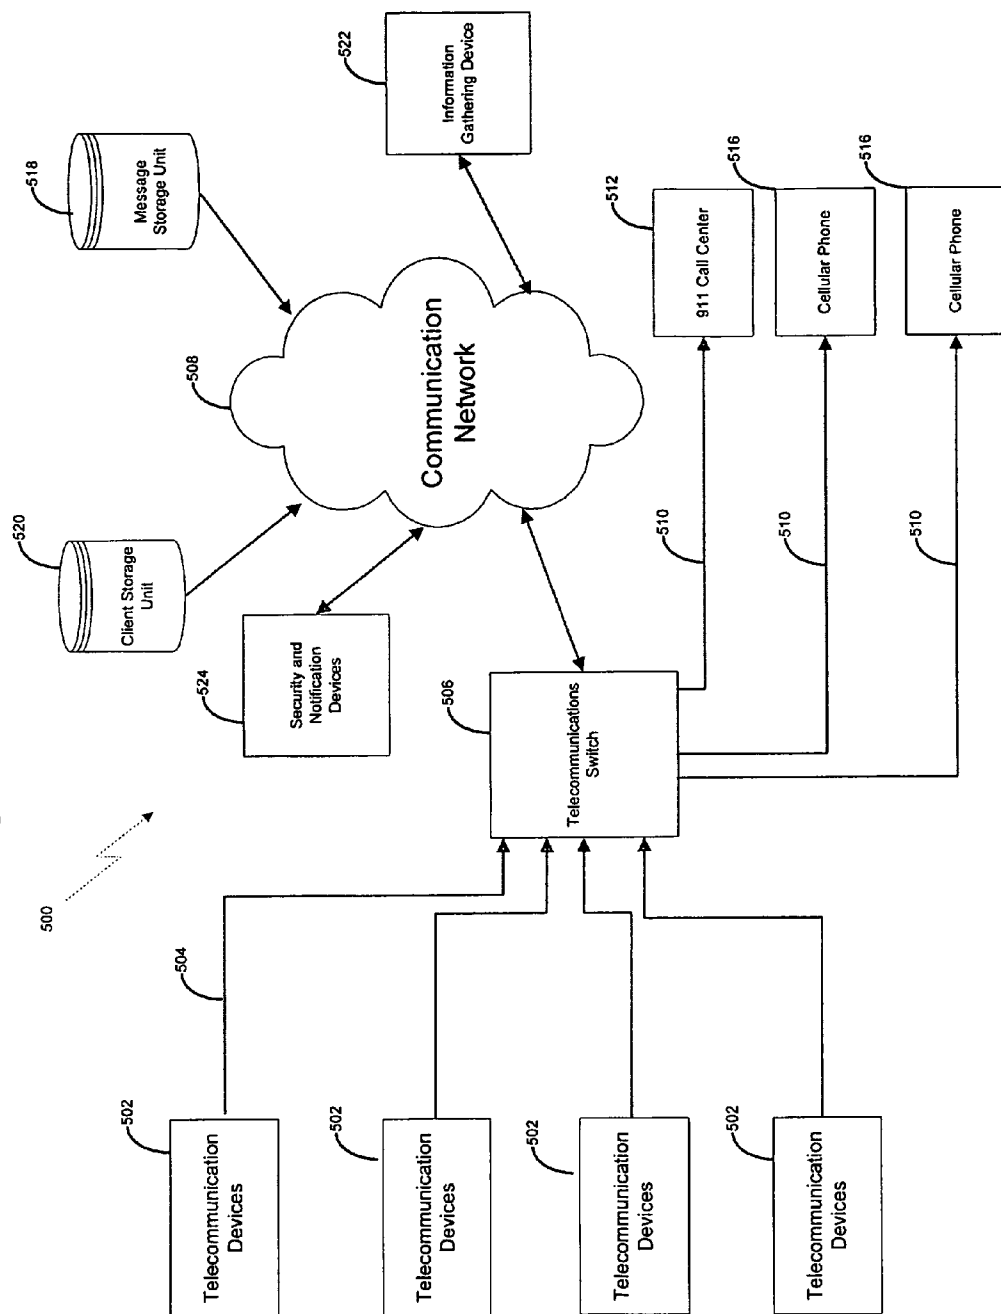 520
518
500
Client Storage
Unit
Message
Storage Unit
502
504
508
524
Telecommunication
Devices
Security and
Notification
Devices
522
502
Telecommunication
Devices
Communication
Network
506
Information
Gathering Device
502
Telecommunications
Switch
512
Telecommunication
Devices
510
911 Call Center
502
516
510
Telecommunication
Devices
Cellular Phone
516
510
Cellular Phone